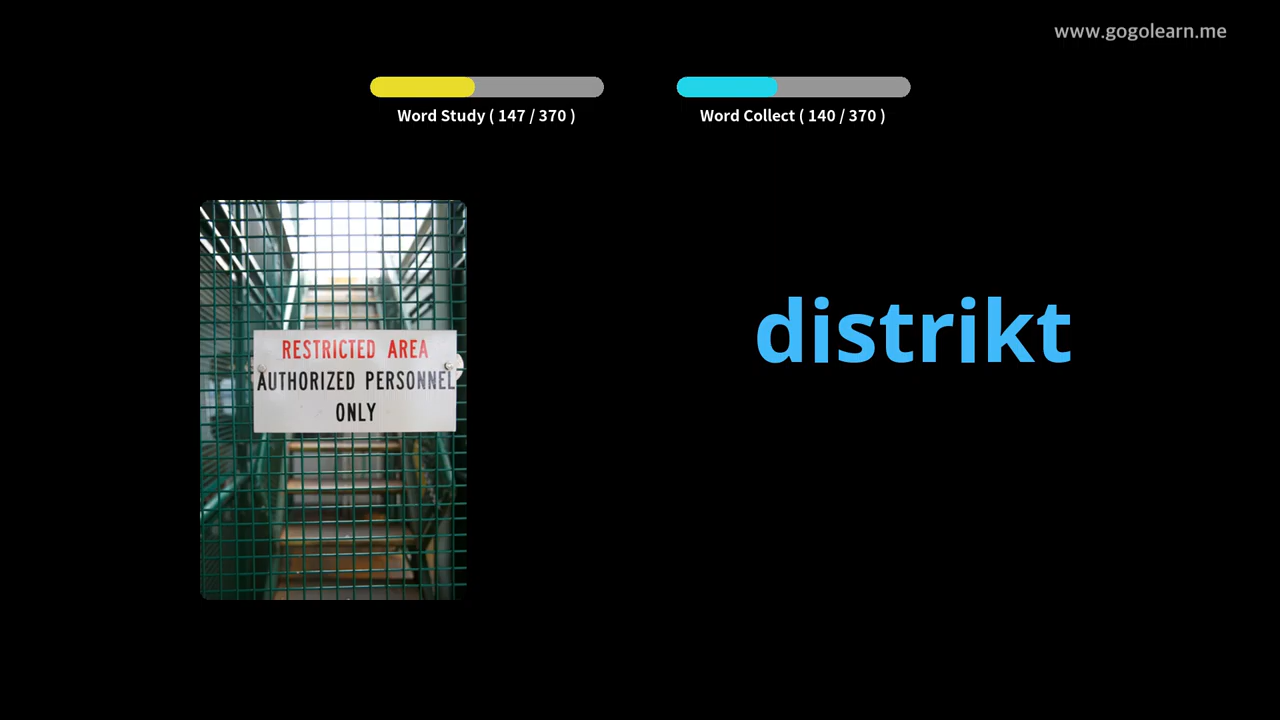 www.gogolearn.me
Word Study ( 147 / 370 )
Word Collect ( 140 / 370 )
RESTRICTED AREA
AUTHORIZED PERSONNEL
ONLY
distrikt